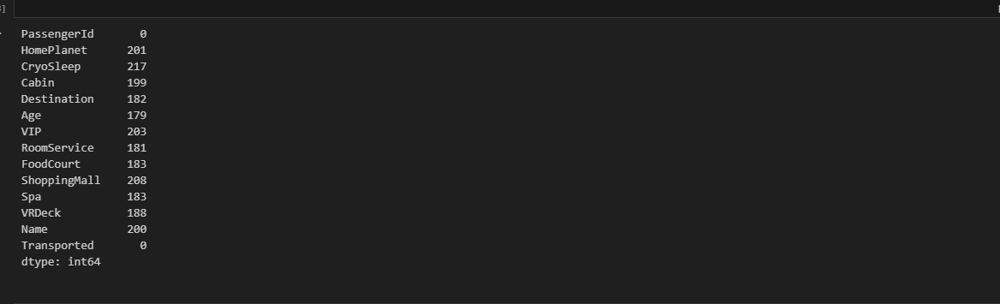 PassengerId 0
HomePlanet 201
CryoSleep 217
Cabin 199
Destination 182
Age 179
VIP 203
RoomService 181
FoodCourt 183
ShoppingMall 208
Spa 183
VRDeck 188
Name 200
Transported 0
dtype: int64